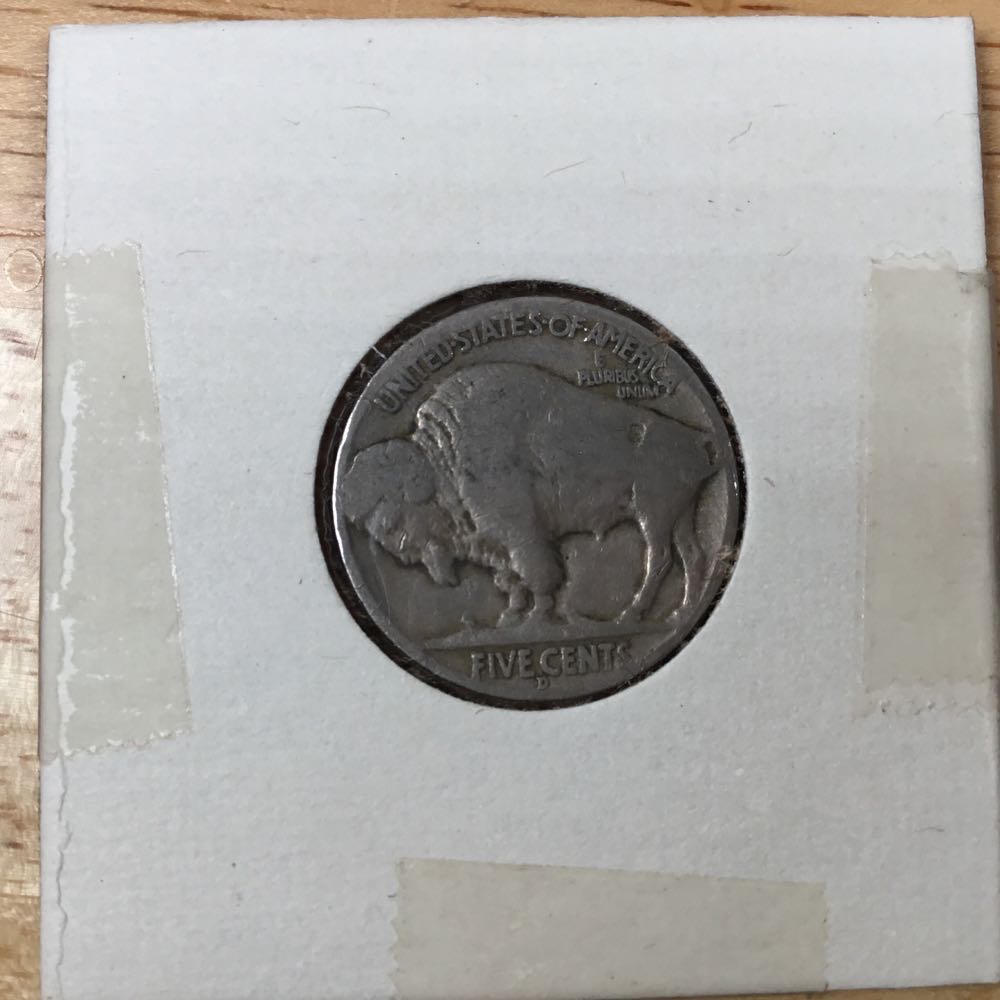 UNITED·STATES·OF·AMERICA
E
PLURIBUS
UNUM
FIVE CENTS
D